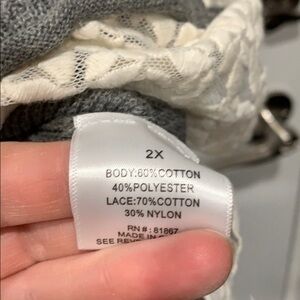 2X
BODY:60%COTTON
40%POLYESTER
LACE:70%COTTON
30% NYLON
RN#: 81867
MADE IN
SEE